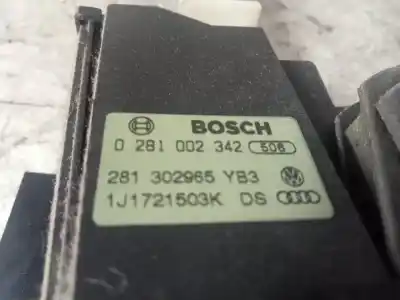 BOSCH
0 281 002 342 506
281 302965 YB3
1J1721503K DS